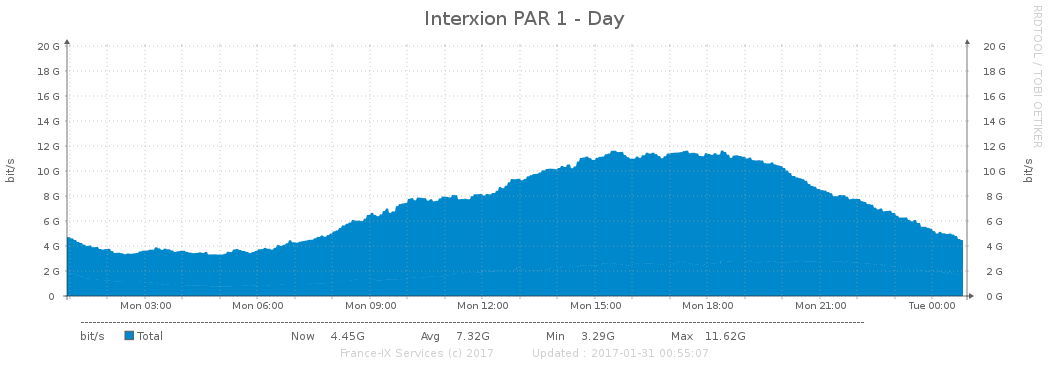 Interxion PAR 1 - Day
RRDTOOL / TOBI OETIKER
bit/s
20 G 20 G
18 G 18 G
16 G 16 G
14 G 14 G
12 G 12 G
10 G 10 G
8 G 8 G
6 G 6 G
4 G 4 G
2 G 2 G
0 0 G
bit/s
Mon 03:00 Mon 06:00 Mon 09:00 Mon 12:00 Mon 15:00 Mon 18:00 Mon 21:00 Tue 00:00
bit/s Total Now 4.45G Avg 7.32G Min 3.29G Max 11.62G
France-IX Services (c) 2017 Updated : 2017-01-31 00:55:07